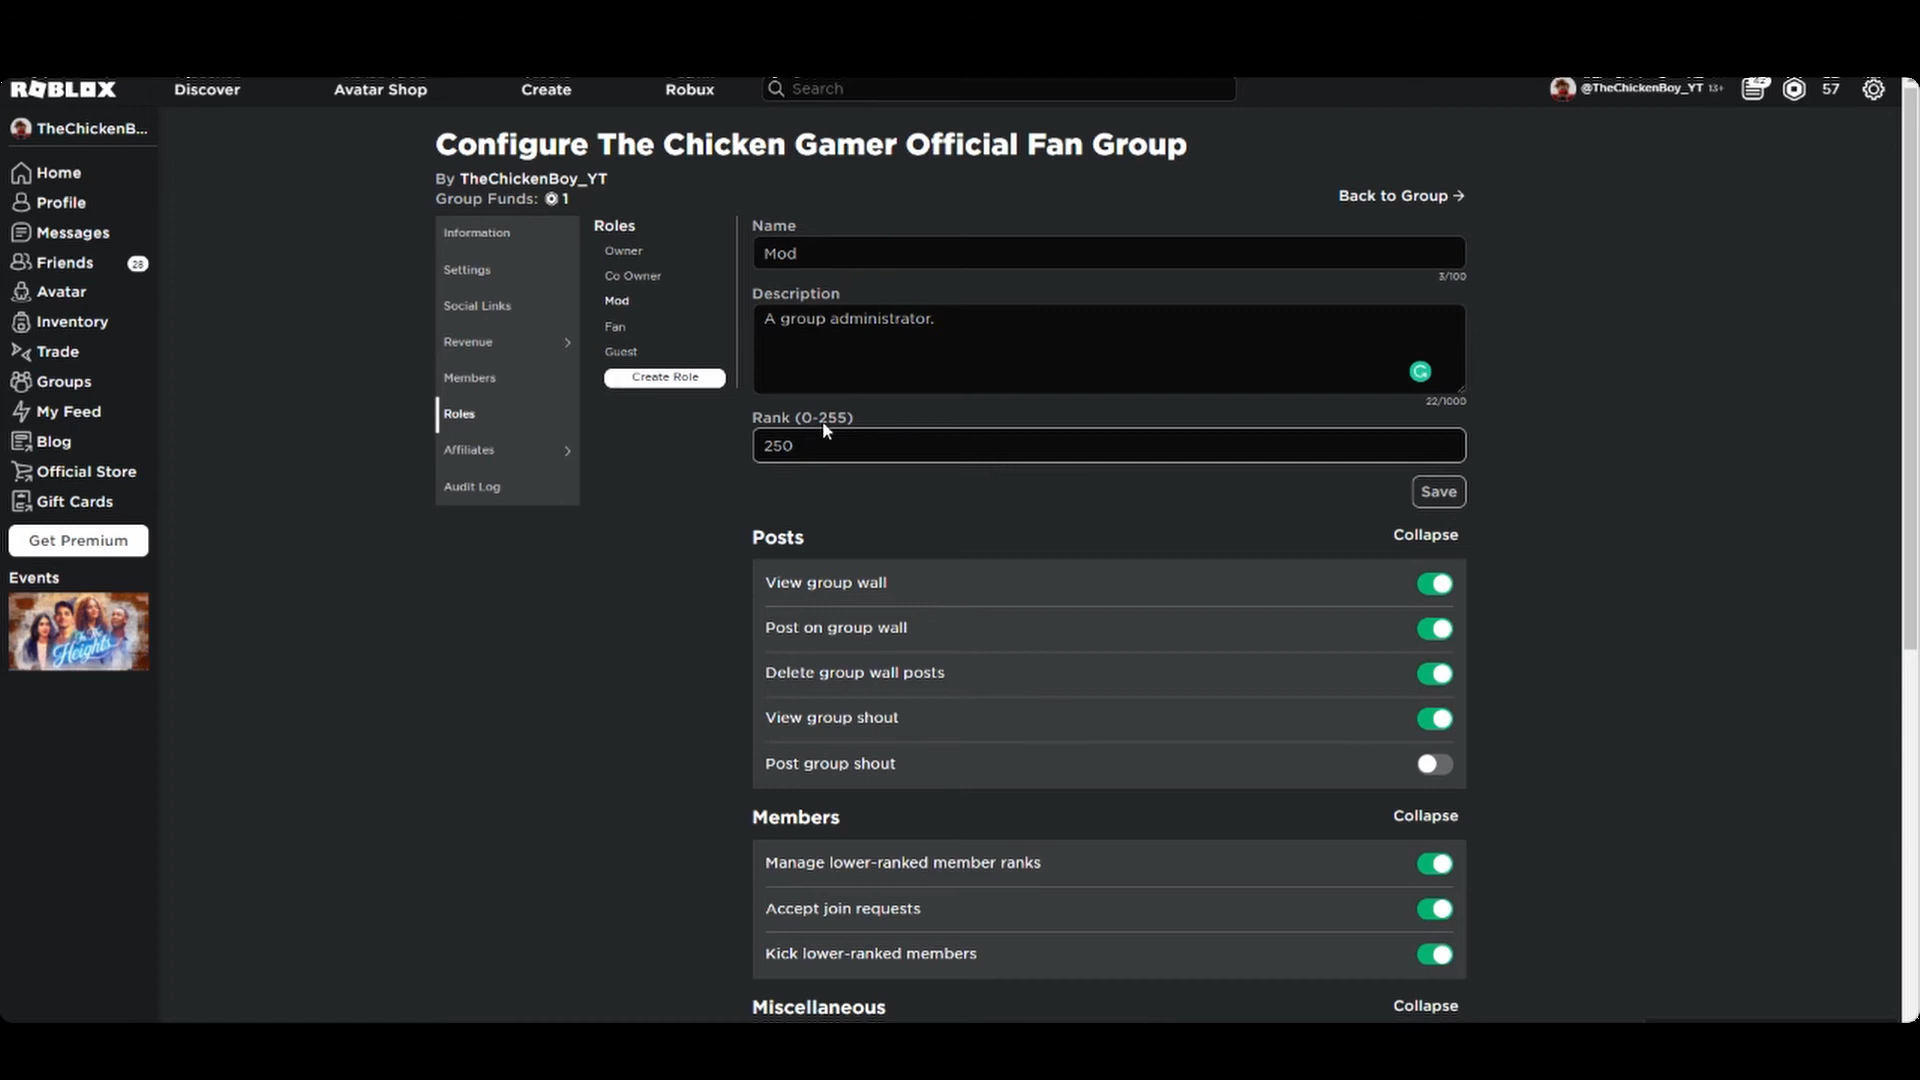 ROBLOX
Discover
Avatar Shop
Create
Robux
Search
@TheChickenBoy_YT 13+
57
TheChickenB...
Home
Profile
Messages
Friends 28
Avatar
Inventory
Trade
Groups
My Feed
Blog
Official Store
Gift Cards
Get Premium
Events
In The
Heights
Configure The Chicken Gamer Official Fan Group
By TheChickenBoy_YT
Group Funds: 1
Back to Group
Information
Settings
Social Links
Revenue
Members
Roles
Affiliates
Audit Log
Roles
Owner
Co Owner
Mod
Fan
Guest
Create Role
Name
Mod
3/100
Description
A group administrator.
22/1000
Rank (0-255)
250
Save
Posts
Collapse
View group wall
Post on group wall
Delete group wall posts
View group shout
Post group shout
Members
Collapse
Manage lower-ranked member ranks
Accept join requests
Kick lower-ranked members
Miscellaneous
Collapse